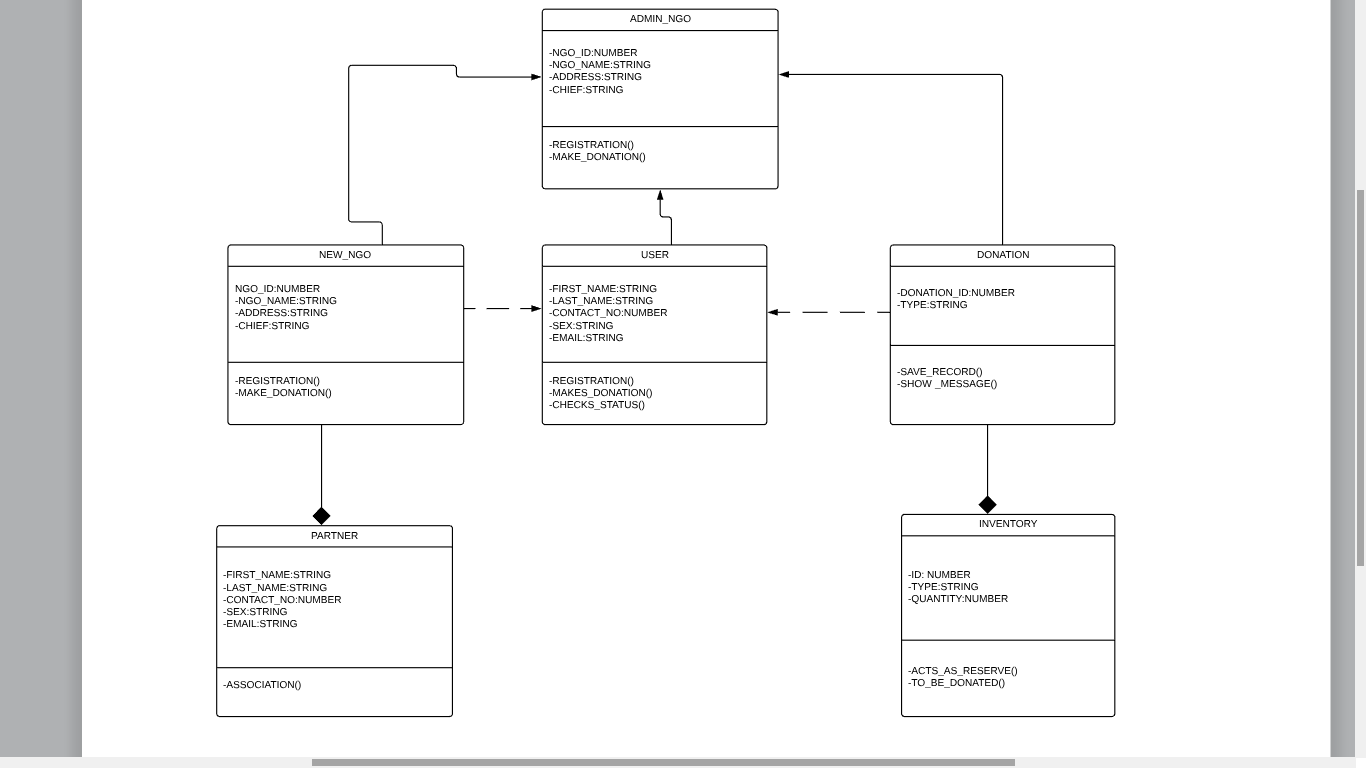 ADMIN_NGO
-NGO_ID:NUMBER
-NGO_NAME:STRING
-ADDRESS:STRING
-CHIEF:STRING
-REGISTRATION()
-MAKE_DONATION()
NEW_NGO
NGO_ID:NUMBER
-NGO_NAME:STRING
-ADDRESS:STRING
-CHIEF:STRING
-REGISTRATION()
-MAKE_DONATION()
USER
-FIRST_NAME:STRING
-LAST_NAME:STRING
-CONTACT_NO:NUMBER
-SEX:STRING
-EMAIL:STRING
-REGISTRATION()
-MAKES_DONATION()
-CHECKS_STATUS()
DONATION
-DONATION_ID:NUMBER
-TYPE:STRING
-SAVE_RECORD()
-SHOW _MESSAGE()
PARTNER
-FIRST_NAME:STRING
-LAST_NAME:STRING
-CONTACT_NO:NUMBER
-SEX:STRING
-EMAIL:STRING
-ASSOCIATION()
INVENTORY
-ID: NUMBER
-TYPE:STRING
-QUANTITY:NUMBER
-ACTS_AS_RESERVE()
-TO_BE_DONATED()